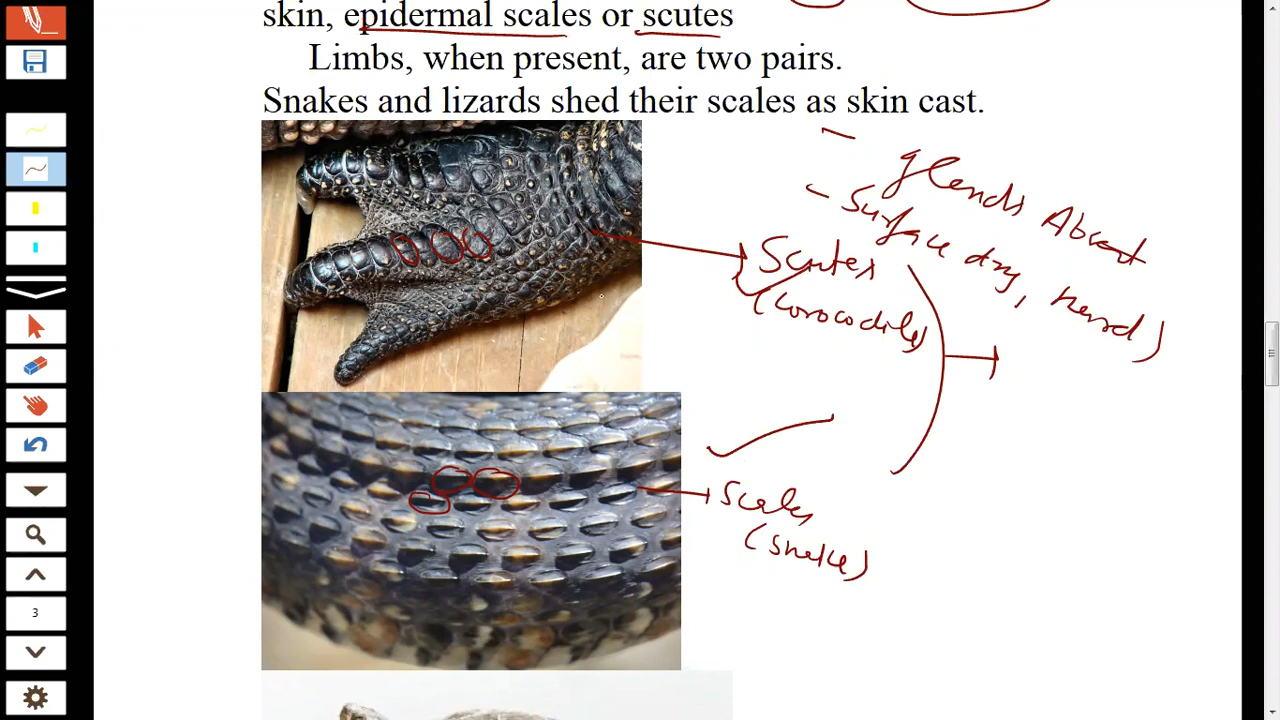 skin, epidermal scales or scutes
Limbs, when present, are two pairs.
Snakes and lizards shed their scales as skin cast.
glands Absent
Surface dry, hard)
Scutes
(Corocodiles)
Scales
(Snake)
3